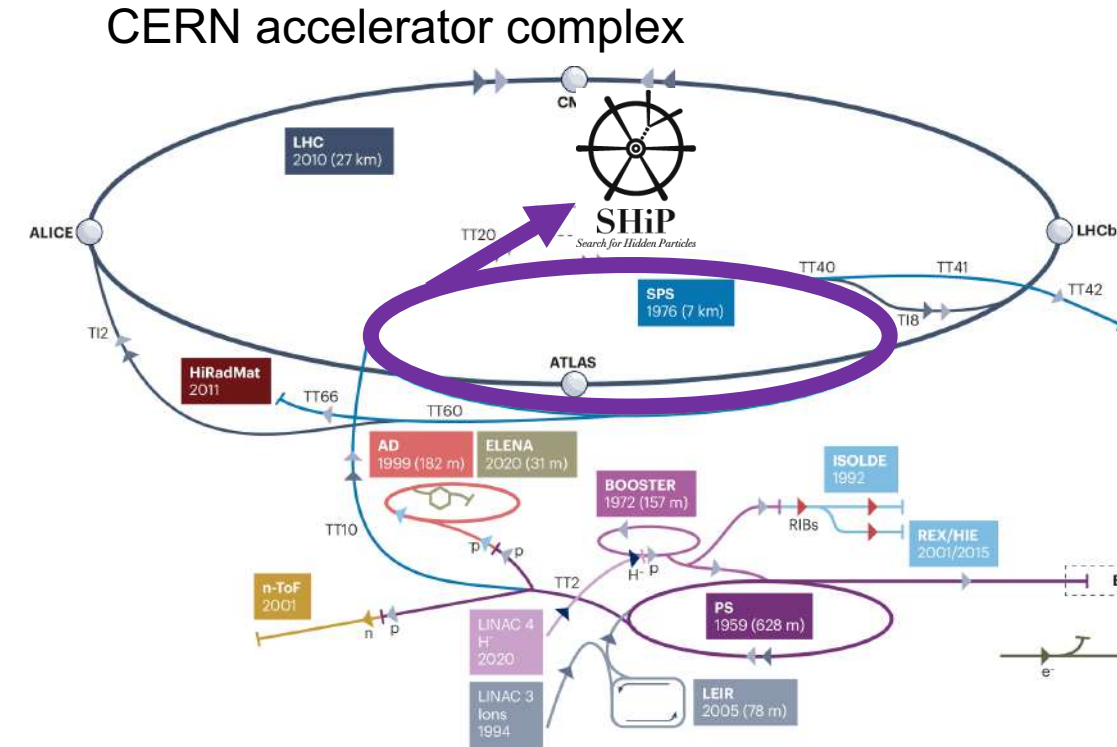 CERN accelerator complex
CM
LHC
2010 (27 km)
SHiP
Search for Hidden Particles
ALICE
LHCb
TT20
TT40
TT41
TT42
SPS
1976 (7 km)
TI8
TI2
ATLAS
HiRadMat
2011
TT66
TT60
AD
1999 (182 m)
ELENA
2020 (31 m)
ISOLDE
1992
BOOSTER
1972 (157 m)
RIBs
REX/HIE
2001/2015
TT10
p
p
H⁻ p
TT2
n-ToF
2001
n
p
PS
1959 (628 m)
LINAC 4
H⁻
2020
LINAC 3
Ions
1994
LEIR
2005 (78 m)
e⁻